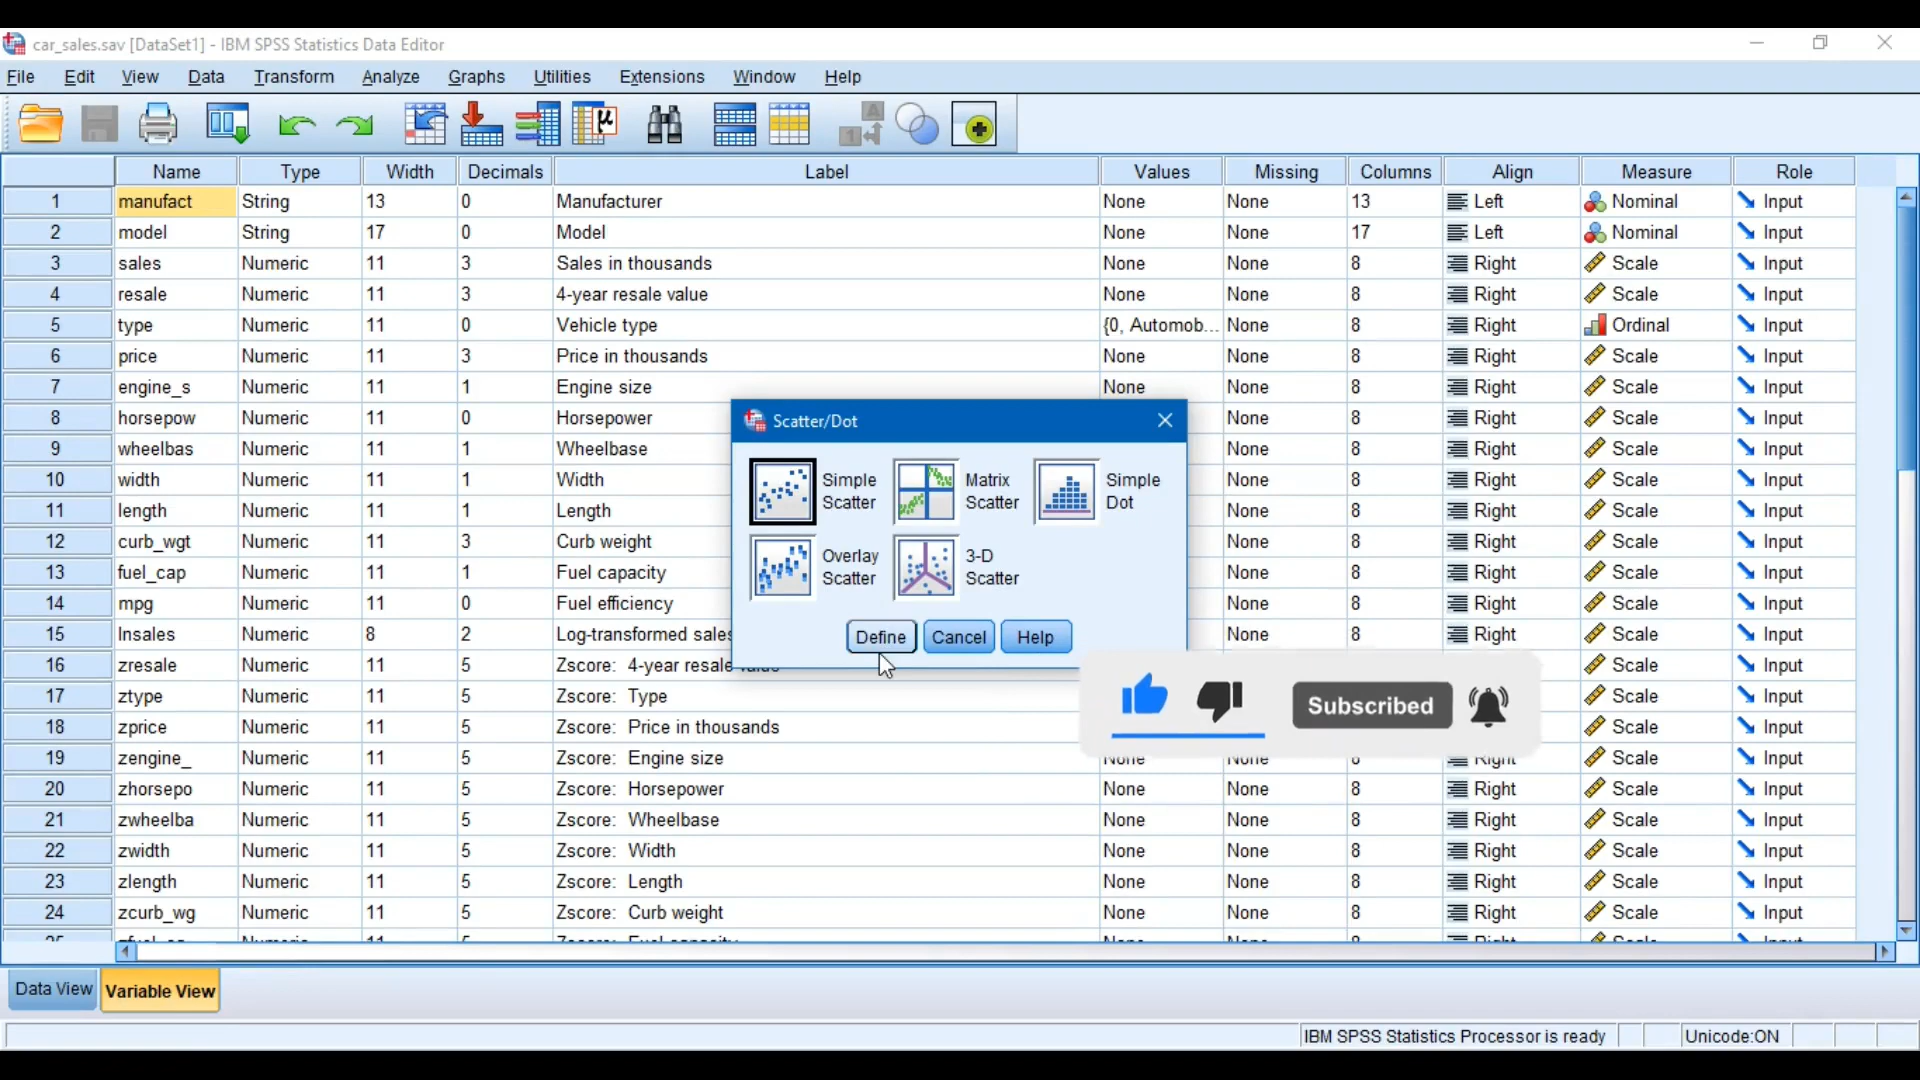 car_sales.sav [DataSet1] - IBM SPSS Statistics Data Editor
File Edit View Data Transform Analyze Graphs Utilities Extensions Window Help
Name Type Width Decimals Label Values Missing Columns Align Measure Role
1 manufact String 13 0 Manufacturer None None 13 Left Nominal Input
2 model String 17 0 Model None None 17 Left Nominal Input
3 sales Numeric 11 3 Sales in thousands None None 8 Right Scale Input
4 resale Numeric 11 3 4-year resale value None None 8 Right Scale Input
5 type Numeric 11 0 Vehicle type {0, Automob... None 8 Right Ordinal Input
6 price Numeric 11 3 Price in thousands None None 8 Right Scale Input
7 engine_s Numeric 11 1 Engine size None None 8 Right Scale Input
8 horsepow Numeric 11 0 Horsepower None 8 Right Scale Input
9 wheelbas Numeric 11 1 Wheelbase None 8 Right Scale Input
10 width Numeric 11 1 Width None 8 Right Scale Input
11 length Numeric 11 1 Length None 8 Right Scale Input
12 curb_wgt Numeric 11 3 Curb weight None 8 Right Scale Input
13 fuel_cap Numeric 11 1 Fuel capacity None 8 Right Scale Input
14 mpg Numeric 11 0 Fuel efficiency None 8 Right Scale Input
15 lnsales Numeric 8 2 Log-transformed sales None 8 Right Scale Input
16 zresale Numeric 11 5 Zscore: 4-year resale value Scale Input
17 ztype Numeric 11 5 Zscore: Type Scale Input
18 zprice Numeric 11 5 Zscore: Price in thousands Scale Input
19 zengine_ Numeric 11 5 Zscore: Engine size None None 8 Right Scale Input
20 zhorsepo Numeric 11 5 Zscore: Horsepower None None 8 Right Scale Input
21 zwheelba Numeric 11 5 Zscore: Wheelbase None None 8 Right Scale Input
22 zwidth Numeric 11 5 Zscore: Width None None 8 Right Scale Input
23 zlength Numeric 11 5 Zscore: Length None None 8 Right Scale Input
24 zcurb_wg Numeric 11 5 Zscore: Curb weight None None 8 Right Scale Input
Scatter/Dot
Simple Scatter
Matrix Scatter
Simple Dot
Overlay Scatter
3-D Scatter
Define Cancel Help
Subscribed
Data View Variable View
IBM SPSS Statistics Processor is ready Unicode:ON